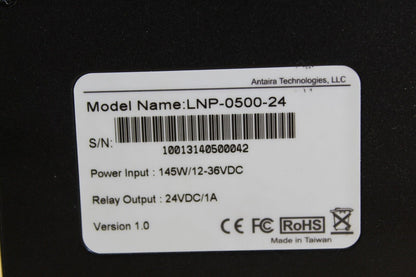 Antaira Technologies, LLC
Model Name:LNP-0500-24
S/N:
10013140500042
Power Input : 145W/12-36VDC
Relay Output : 24VDC/1A
Version 1.0
CE FC RoHS
Made in Taiwan